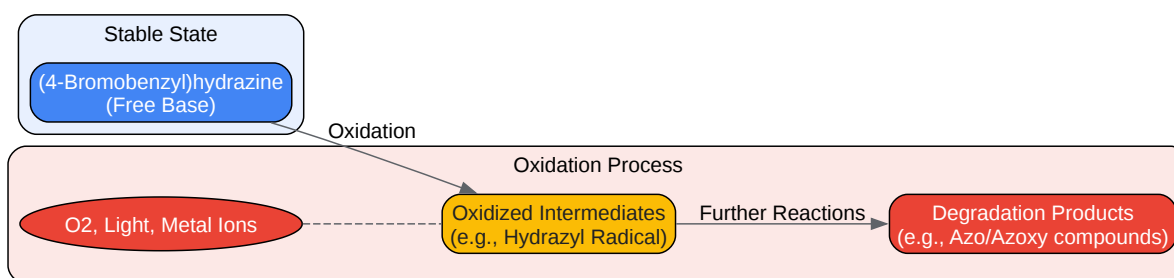 Stable State
(4-Bromobenzyl)hydrazine
(Free Base)
Oxidation
Oxidation Process
O2, Light, Metal Ions
Oxidized Intermediates
(e.g., Hydrazyl Radical)
Further Reactions
Degradation Products
(e.g., Azo/Azoxy compounds)